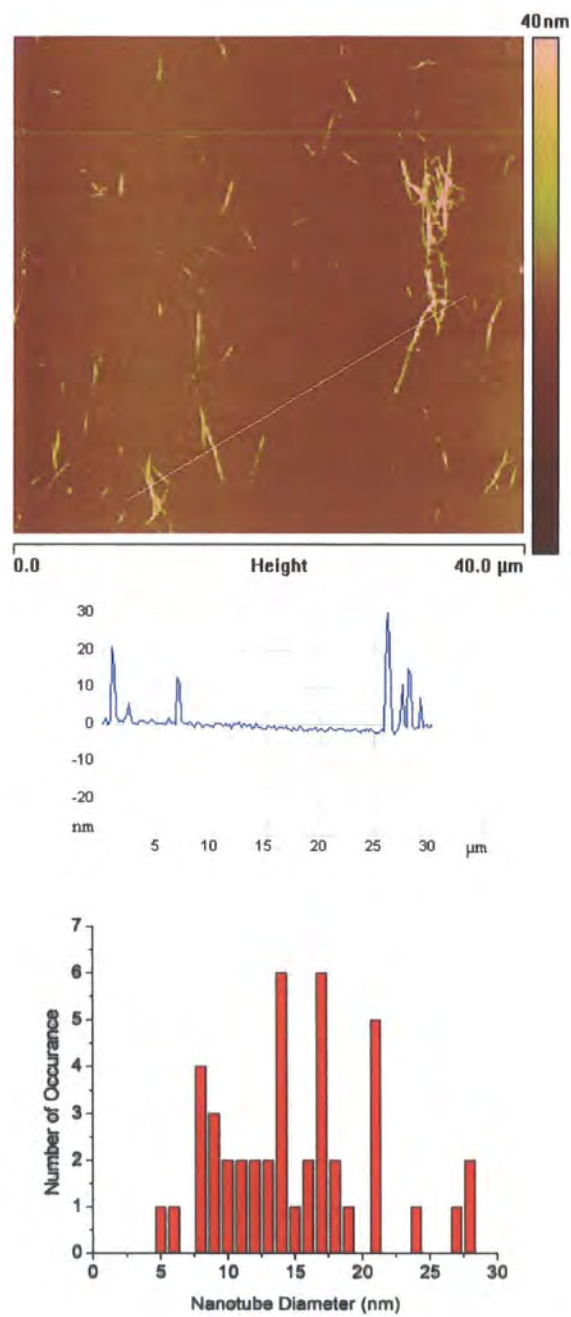 40nm
0.0 Height 40.0 µm
30
20
10
0
-10
-20
nm
5 10 15 20 25 30 µm
7
6
5
4
3
2
1
0
Number of Occurance
0 5 10 15 20 25 30
Nanotube Diameter (nm)